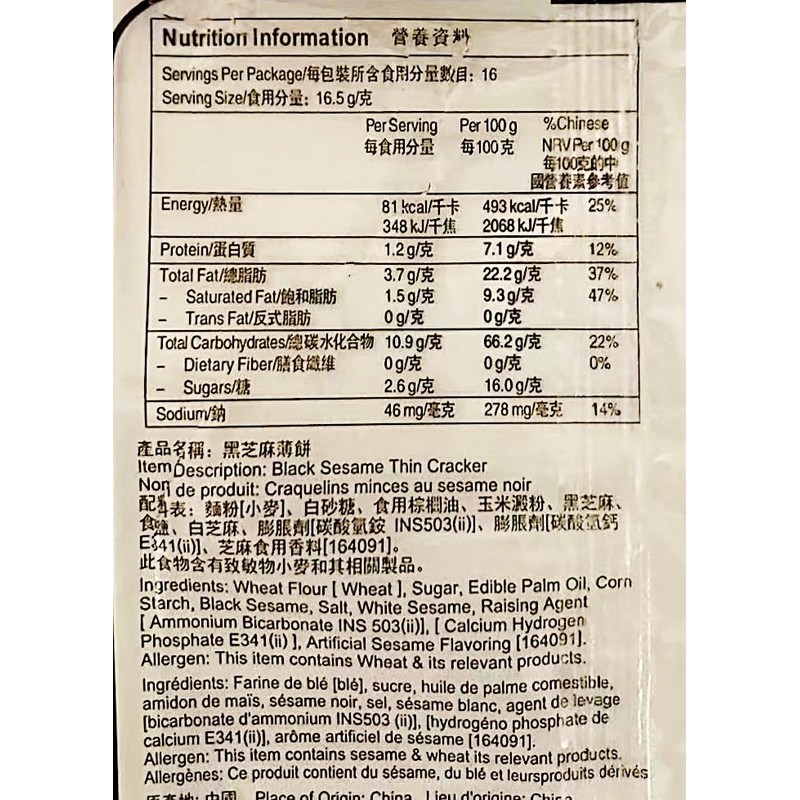 Nutrition Information 營養資料
Servings Per Package/每包裝所含食用分量數目: 16
Serving Size/食用分量: 16.5 g/克
Per Serving Per 100 g %Chinese
每食用分量 每100克 NRV Per 100 g
每100克的中
國營養素參考值
Energy/熱量 81 kcal/千卡 493 kcal/千卡 25%
348 kJ/千焦 2068 kJ/千焦
Protein/蛋白質 1.2 g/克 7.1 g/克 12%
Total Fat/總脂肪 3.7 g/克 22.2 g/克 37%
- Saturated Fat/飽和脂肪 1.5 g/克 9.3 g/克 47%
- Trans Fat/反式脂肪 0 g/克 0 g/克
Total Carbohydrates/總碳水化合物 10.9 g/克 66.2 g/克 22%
- Dietary Fiber/膳食纖維 0 g/克 0 g/克 0%
- Sugars/糖 2.6 g/克 16.0 g/克
Sodium/鈉 46 mg/毫克 278 mg/毫克 14%
產品名稱: 黑芝麻薄餅
Item Description: Black Sesame Thin Cracker
Nom de produit: Craquelins minces au sesame noir
配料表: 麵粉[小麥]、白砂糖、食用棕櫚油、玉米澱粉、黑芝麻、
食鹽、白芝麻、膨脹劑[碳酸氫銨 INS503(ii)]、膨脹劑[碳酸氫鈣
E341(ii)]、芝麻食用香料[164091]。
此食物含有致敏物小麥和其相關製品。
Ingredients: Wheat Flour [ Wheat ], Sugar, Edible Palm Oil, Corn
Starch, Black Sesame, Salt, White Sesame, Raising Agent
[ Ammonium Bicarbonate INS 503(ii)], [ Calcium Hydrogen
Phosphate E341(ii) ], Artificial Sesame Flavoring [164091].
Allergen: This item contains Wheat & its relevant products.
Ingrédients: Farine de blé [blé], sucre, huile de palme comestible,
amidon de maïs, sésame noir, sel, sésame blanc, agent de levage
[bicarbonate d'ammonium INS503 (ii)], [hydrogéno phosphate de
calcium E341(ii)], arôme artificiel de sésame [164091].
Allergen: This item contains sesame & wheat its relevant products.
Allergènes: Ce produit contient du sésame, du blé et leursproduits dérivés
原產地: 中國 Place of Origin: China Lieu d'origine: China